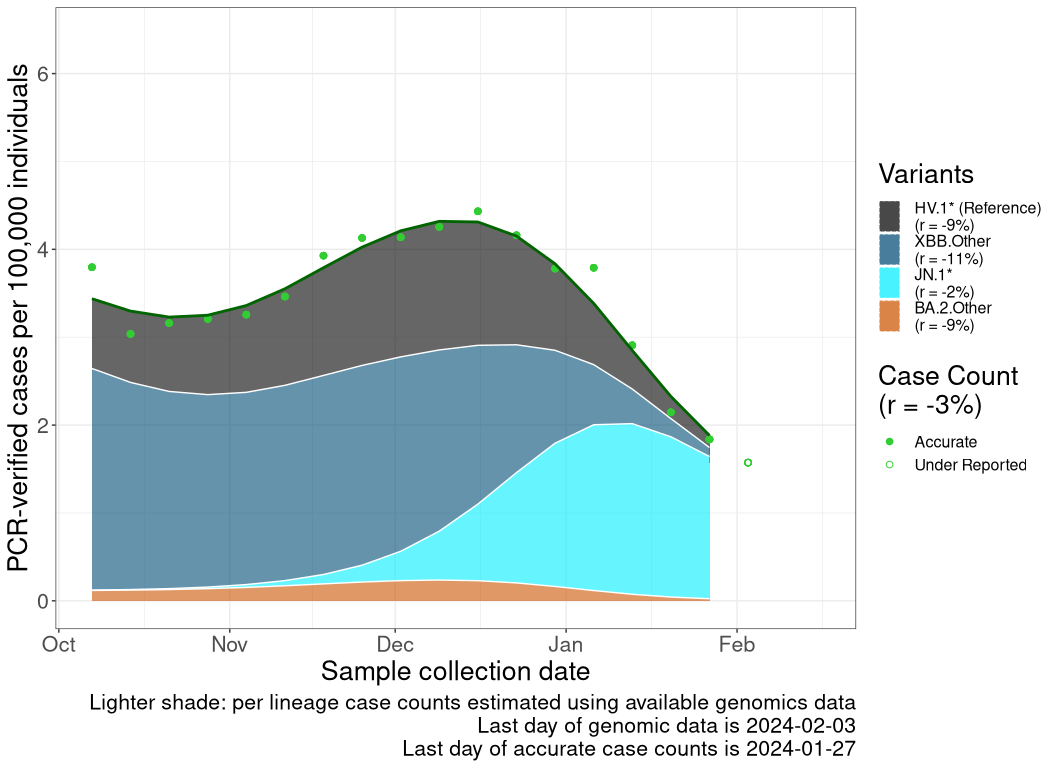 PCR-verified cases per 100,000 individuals
6
4
2
0
Oct
Nov
Dec
Jan
Feb
Sample collection date
Lighter shade: per lineage case counts estimated using available genomics data
Last day of genomic data is 2024-02-03
Last day of accurate case counts is 2024-01-27
Variants
HV.1* (Reference)
(r = -9%)
XBB.Other
(r = -11%)
JN.1*
(r = -2%)
BA.2.Other
(r = -9%)
Case Count
(r = -3%)
Accurate
Under Reported